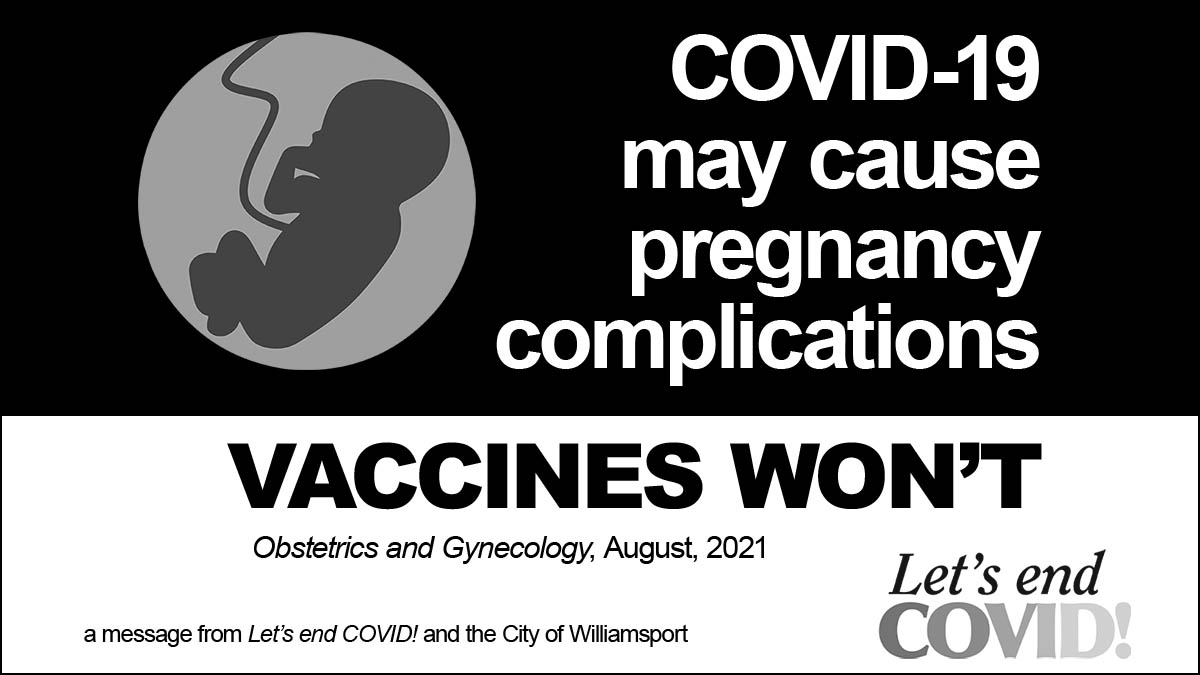 COVID-19
may cause
pregnancy
complications
VACCINES WON’T
Obstetrics and Gynecology, August, 2021
a message from Let’s end COVID! and the City of Williamsport
Let’s end
COVID!